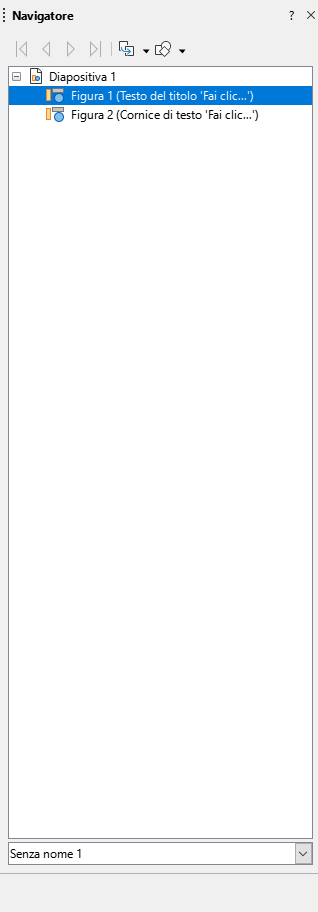 Navigatore
Diapositiva 1
Figura 1 (Testo del titolo 'Fai clic...')
Figura 2 (Cornice di testo 'Fai clic...')
Senza nome 1